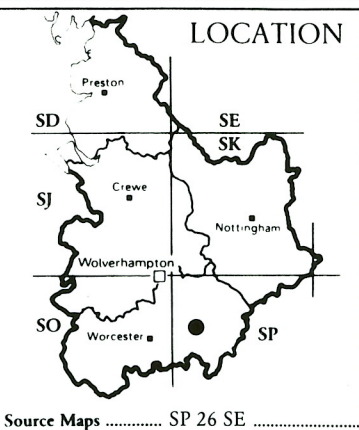 LOCATION
Preston
SD SE
SK
SJ
Crewe
Nottingham
Wolverhampton
SO
Worcester
SP
Source Maps ............ SP 26 SE ......................